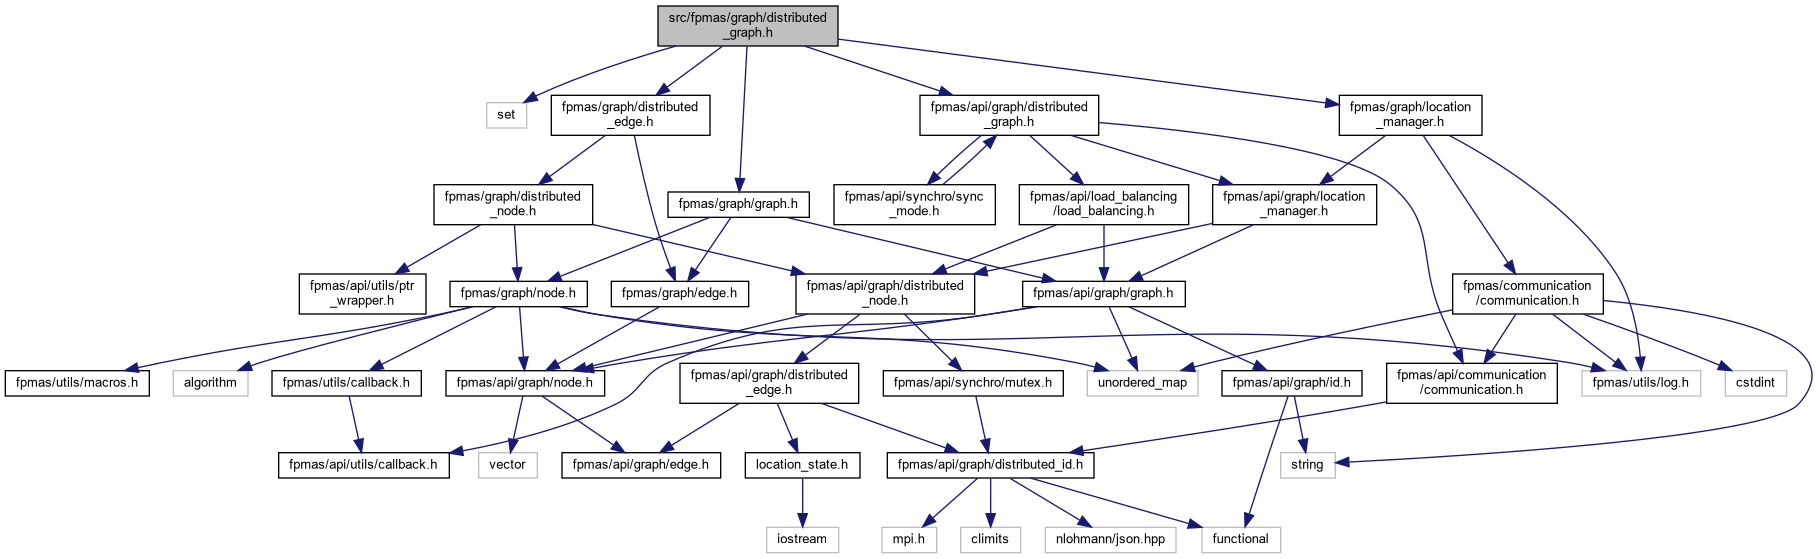 src/fpmas/graph/distributed
_graph.h
set
fpmas/graph/distributed
_edge.h
fpmas/api/graph/distributed
_graph.h
fpmas/graph/location
_manager.h
fpmas/graph/distributed
_node.h
fpmas/graph/graph.h
fpmas/api/synchro/sync
_mode.h
fpmas/api/load_balancing
/load_balancing.h
fpmas/api/graph/location
_manager.h
fpmas/api/utils/ptr
_wrapper.h
fpmas/graph/node.h
fpmas/graph/edge.h
fpmas/api/graph/distributed
_node.h
fpmas/api/graph/graph.h
fpmas/communication
/communication.h
fpmas/utils/macros.h
algorithm
fpmas/utils/callback.h
fpmas/api/graph/node.h
fpmas/api/graph/distributed
_edge.h
fpmas/api/synchro/mutex.h
unordered_map
fpmas/api/graph/id.h
fpmas/api/communication
/communication.h
fpmas/utils/log.h
cstdint
fpmas/api/utils/callback.h
vector
fpmas/api/graph/edge.h
location_state.h
fpmas/api/graph/distributed_id.h
string
iostream
mpi.h
climits
nlohmann/json.hpp
functional